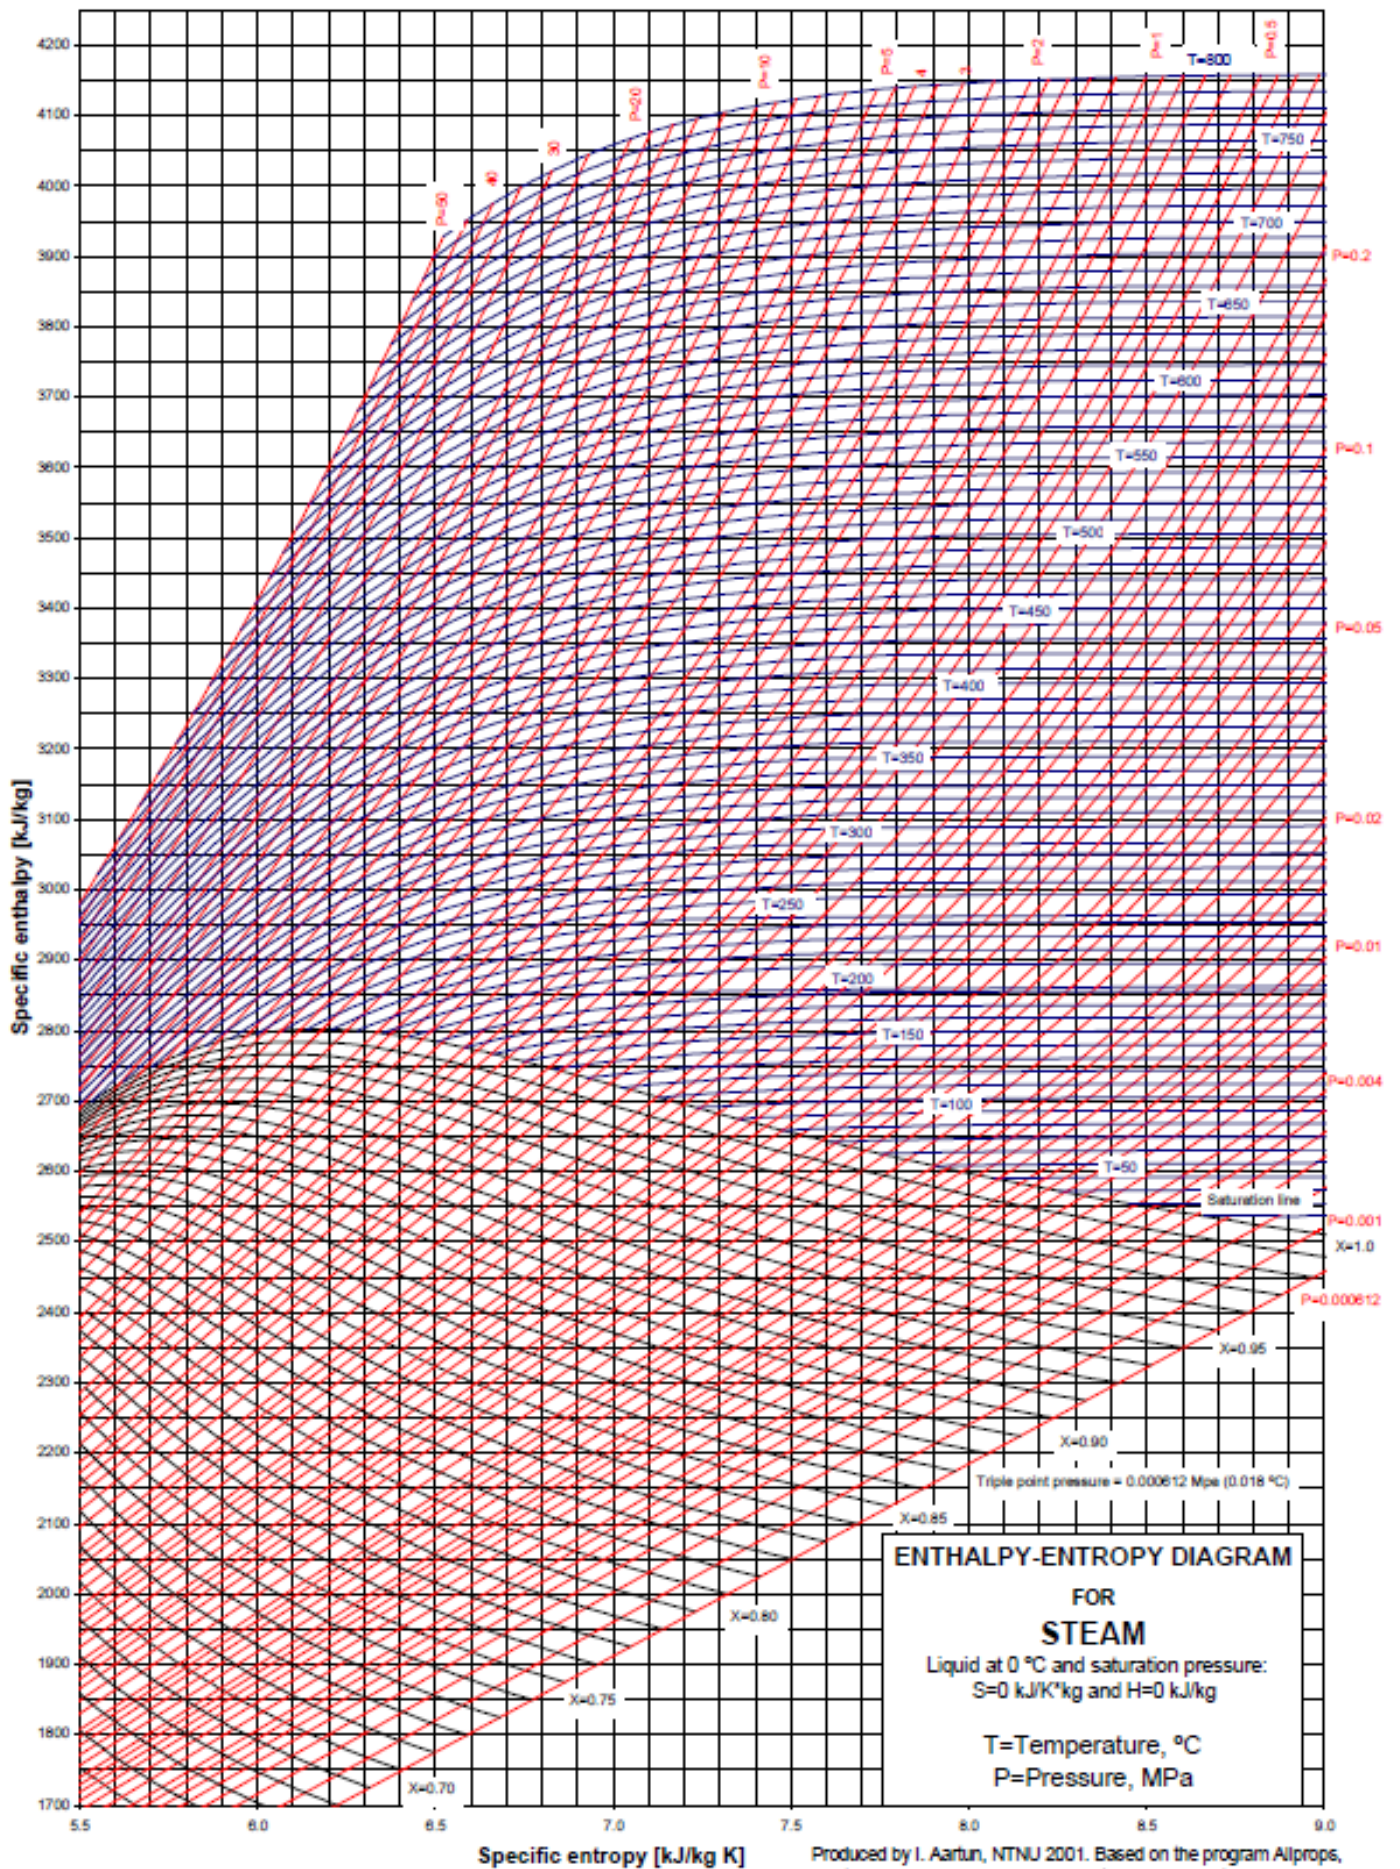 4200
4100
4000
3900
3800
3700
3600
3500
3400
3300
3200
3100
3000
2900
2800
2700
2600
2500
2400
2300
2200
2100
2000
1900
1800
1700
Specific enthalpy [kJ/kg]
P=50
40
30
P=20
P=10
P=5
4
3
P=2
P=1
P=0.5
T=800
T=750
T=700
P=0.2
T=650
T=600
T=550
P=0.1
T=500
T=450
P=0.05
T=400
T=350
T=300
P=0.02
T=250
P=0.01
T=200
T=150
P=0.004
T=100
T=50
Saturation line
P=0.001
X=1.0
P=0.000612
X=0.95
X=0.90
Triple point pressure = 0.000612 Mpa (0.018 ºC)
X=0.85
X=0.80
X=0.75
X=0.70
ENTHALPY-ENTROPY DIAGRAM
FOR
STEAM
Liquid at 0 ºC and saturation pressure:
S=0 kJ/K*kg and H=0 kJ/kg
T=Temperature, ºC
P=Pressure, MPa
5.5
6.0
6.5
7.0
7.5
8.0
8.5
9.0
Specific entropy [kJ/kg K]
Produced by I. Aartun, NTNU 2001. Based on the program Allprops,